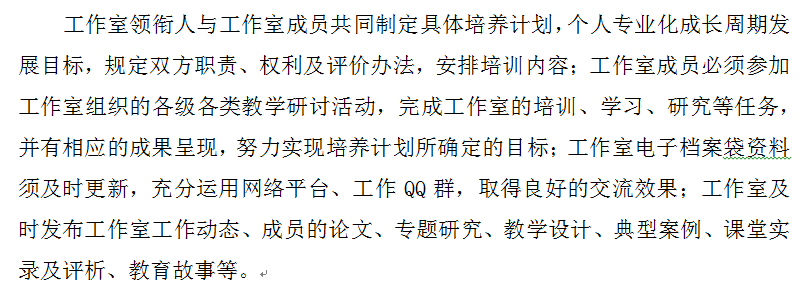 工作室领衔人与工作室成员共同制定具体培养计划，个人专业化成长周期发
展目标，规定双方职责、权利及评价办法，安排培训内容；工作室成员必须参加
工作室组织的各级各类教学研讨活动，完成工作室的培训、学习、研究等任务，
并有相应的成果呈现，努力实现培养计划所确定的目标；工作室电子档案袋资料
须及时更新，充分运用网络平台、工作 QQ 群，取得良好的交流效果；工作室及
时发布工作室工作动态、成员的论文、专题研究、教学设计、典型案例、课堂实
录及评析、教育故事等。